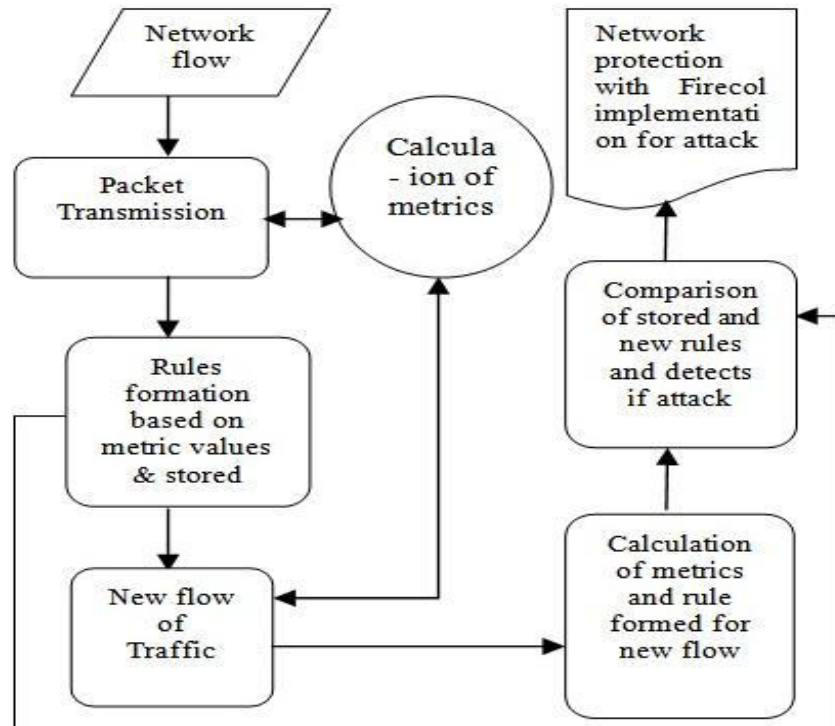 Network
flow
Packet
Transmission
Rules
formation
based on
metric values
& stored
New flow
of
Traffic
Calcula
- ion of
metrics
Network
protection
with Firecol
implementati
on for attack
Comparison
of stored and
new rules
and detects
if attack
Calculation
of metrics
and rule
formed for
new flow